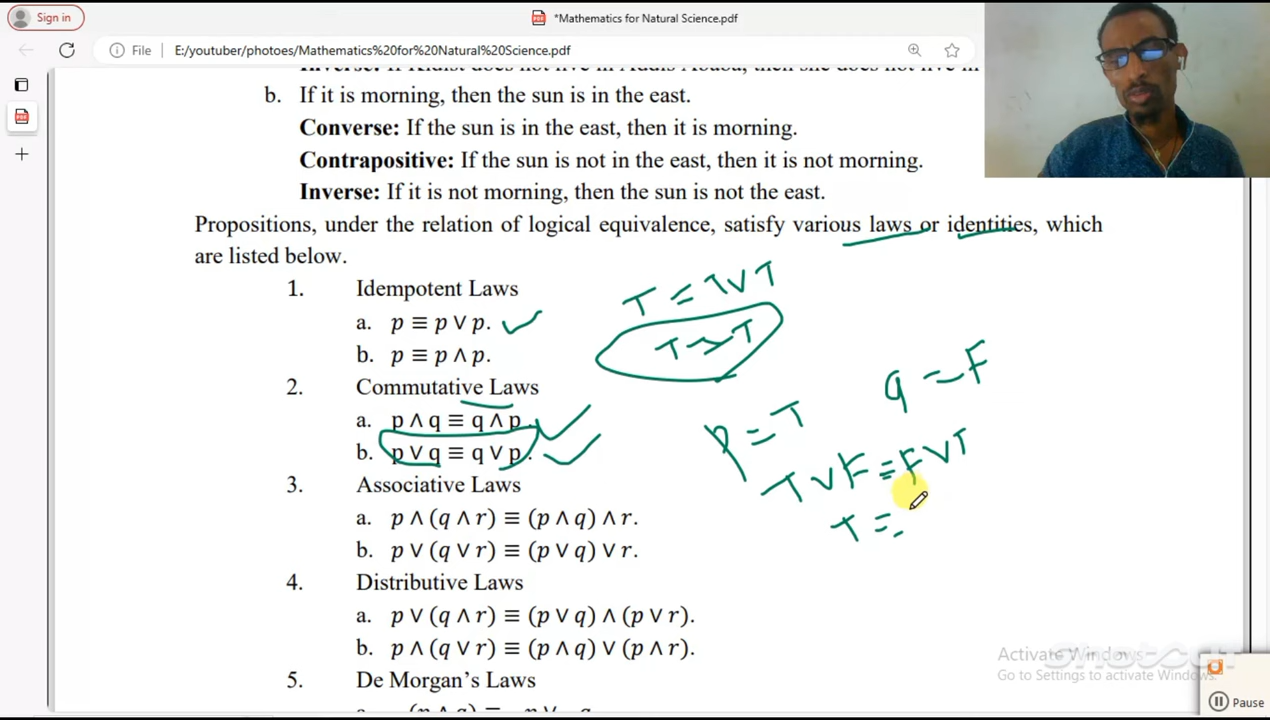 Sign in
*Mathematics for Natural Science.pdf
File E:/youtuber/photoes/Mathematics%20for%20Natural%20Science.pdf
b. If it is morning, then the sun is in the east.
Converse: If the sun is in the east, then it is morning.
Contrapositive: If the sun is not in the east, then it is not morning.
Inverse: If it is not morning, then the sun is not the east.
Propositions, under the relation of logical equivalence, satisfy various laws or identities, which
are listed below.
1. Idempotent Laws
T = T∨T
a. p ≡ p ∨ p.
T
T
b. p ≡ p ∧ p.
q = F
2. Commutative Laws
a. p ∧ q ≡ q ∧ p.
p = T
b. p ∨ q ≡ q ∨ p.
T ∨ F ≡ F ∨ T
3. Associative Laws
a. p ∧ (q ∧ r) ≡ (p ∧ q) ∧ r.
T =
b. p ∨ (q ∨ r) ≡ (p ∨ q) ∨ r.
4. Distributive Laws
a. p ∨ (q ∧ r) ≡ (p ∨ q) ∧ (p ∨ r).
b. p ∧ (q ∨ r) ≡ (p ∧ q) ∨ (p ∧ r).
Activate Windows
Go to Settings to activate Windows.
5. De Morgan's Laws
Pause